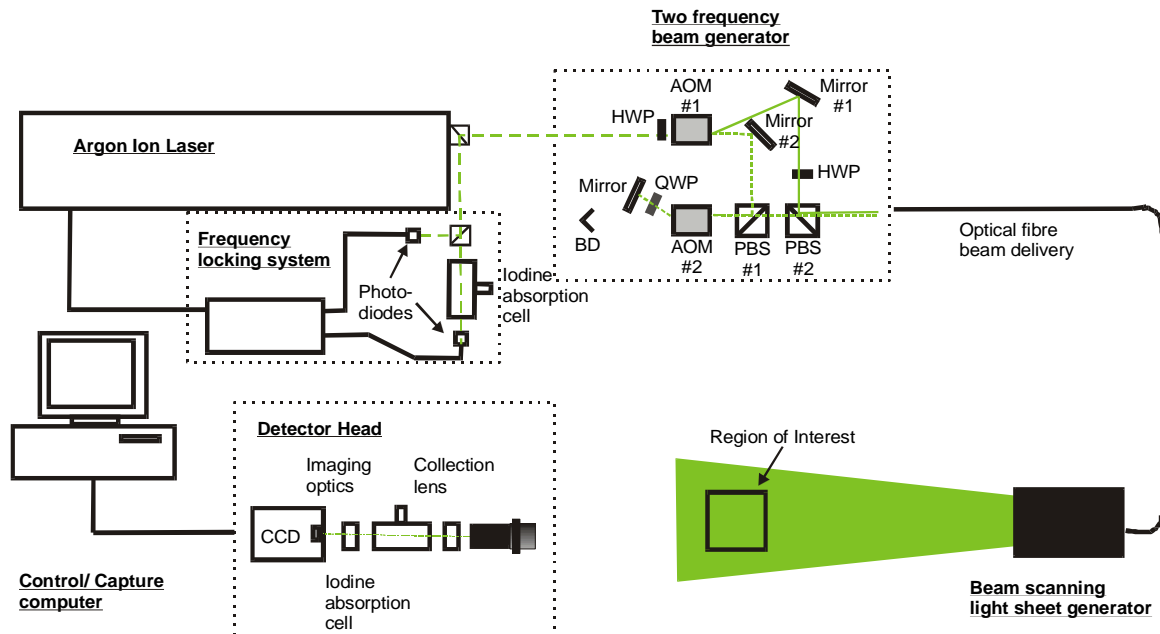 Two frequency
beam generator
AOM
#1
Mirror
#1
HWP
Mirror
#2
Argon Ion Laser
HWP
Mirror
QWP
BD
AOM
#2
PBS
#1
PBS
#2
Optical fibre
beam delivery
Frequency
locking system
Photo-
diodes
Iodine
absorption
cell
Detector Head
Imaging
optics
Collection
lens
CCD
Iodine
absorption
cell
Region of Interest
Control/ Capture
computer
Beam scanning
light sheet generator